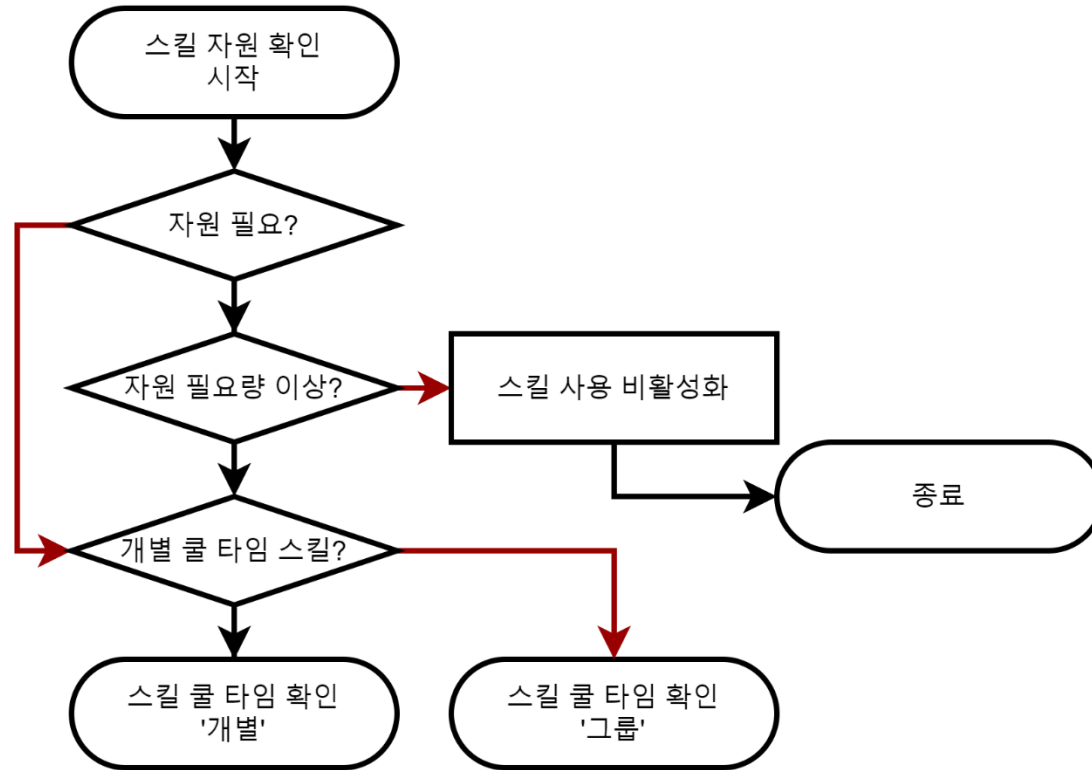 스킬 자원 확인
시작
자원 필요?
자원 필요량 이상?
스킬 사용 비활성화
종료
개별 쿨 타임 스킬?
스킬 쿨 타임 확인
'개별'
스킬 쿨 타임 확인
'그룹'